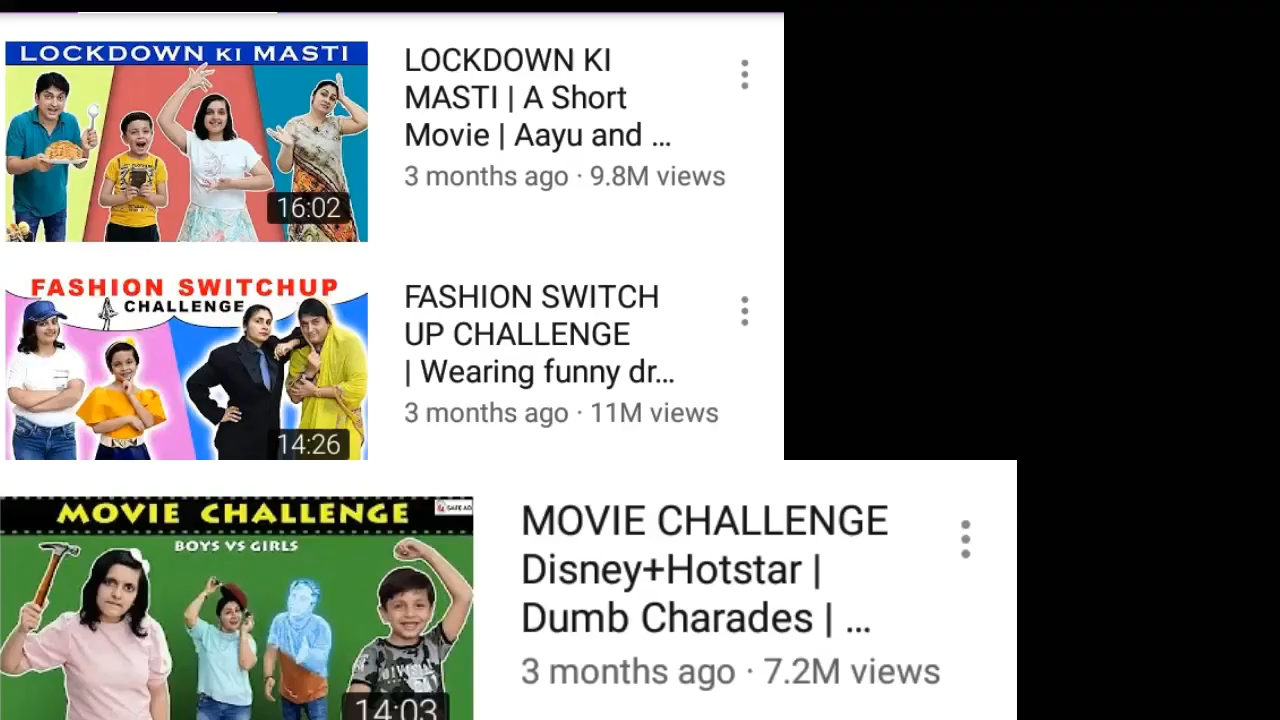 LOCKDOWN KI MASTI
16:02
LOCKDOWN KI
MASTI | A Short
Movie | Aayu and ...
3 months ago · 9.8M views
FASHION SWITCHUP
CHALLENGE
14:26
FASHION SWITCH
UP CHALLENGE
| Wearing funny dr...
3 months ago · 11M views
MOVIE CHALLENGE
BOYS VS GIRLS
14:03
MOVIE CHALLENGE
Disney+Hotstar |
Dumb Charades | ...
3 months ago · 7.2M views